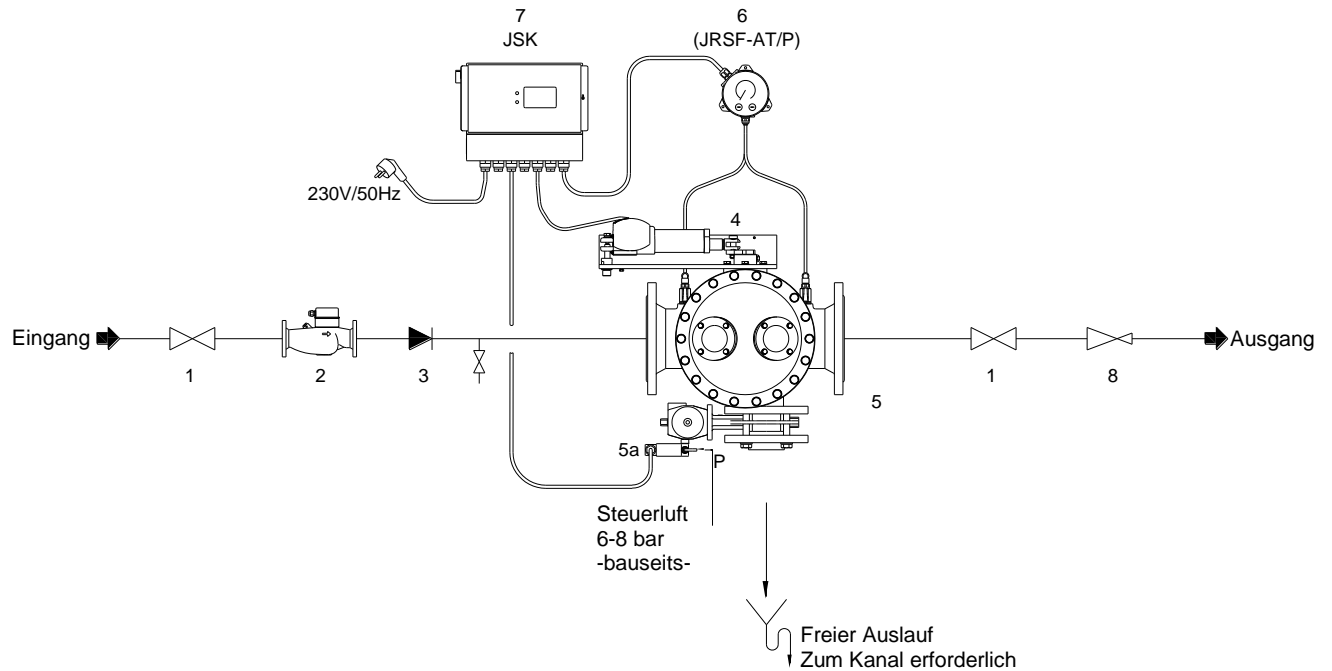 7
JSK
6
(JRSF-AT/P)
230V/50Hz
4
Eingang
Ausgang
1
2
3
5
1
8
5a
P
Steuerluft
6-8 bar
-bauseits-
Freier Auslauf
Zum Kanal erforderlich